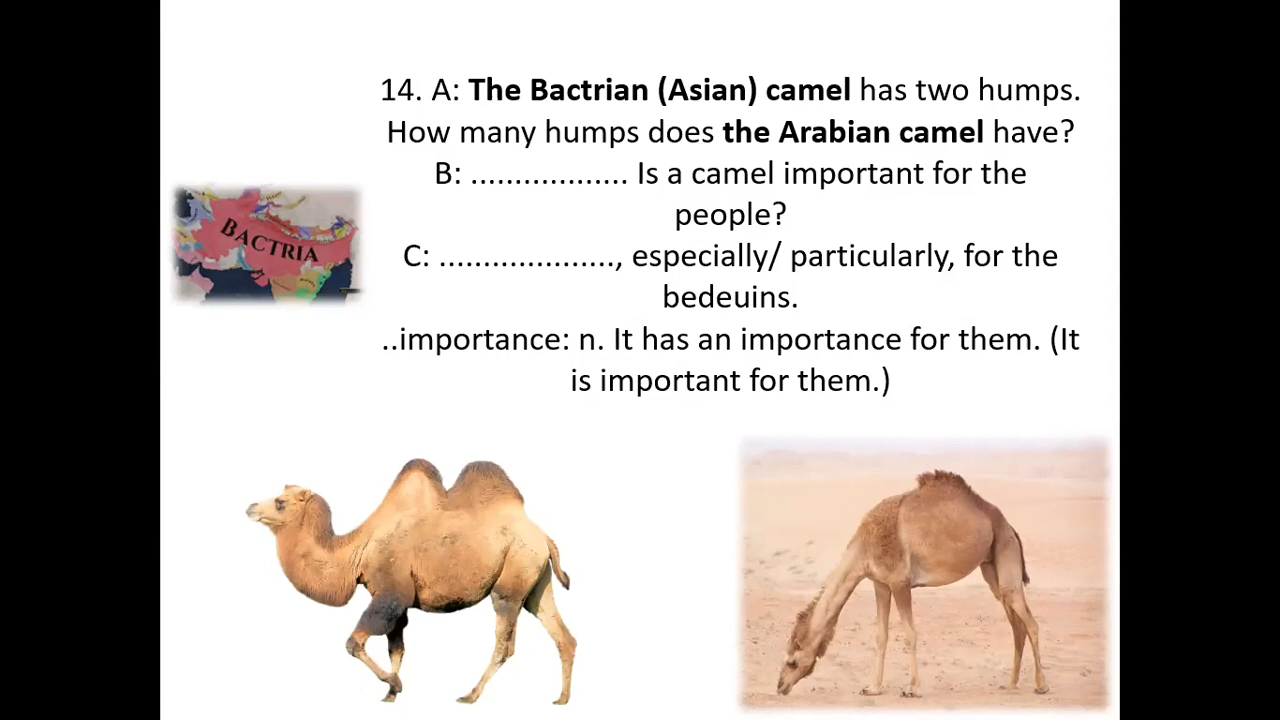 14. A: The Bactrian (Asian) camel has two humps.
How many humps does the Arabian camel have?
B: .................. Is a camel important for the
people?
C: ...................., especially/ particularly, for the
bedeuins.
..importance: n. It has an importance for them. (It
is important for them.)
BACTRIA